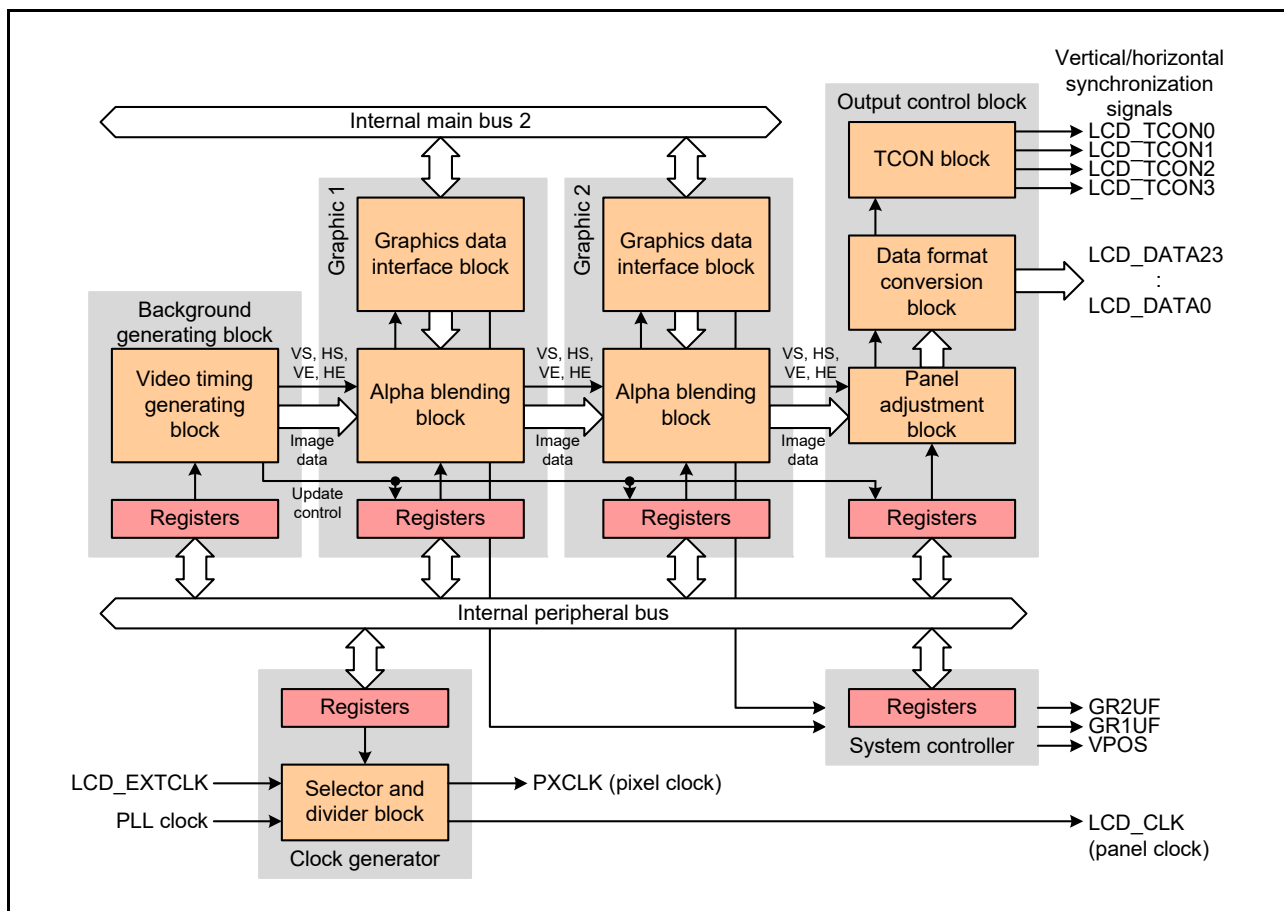 Vertical/horizontal
synchronization
signals
Output control block
Internal main bus 2
LCD_TCON0
LCD_TCON1
LCD_TCON2
LCD_TCON3
TCON block
Graphic 1
Graphics data
interface block
Graphic 2
Graphics data
interface block
Data format
conversion
block
LCD_DATA23
:
LCD_DATA0
Background
generating block
Video timing
generating
block
VS, HS,
VE, HE
Image
data
Alpha blending
block
VS, HS,
VE, HE
Image
data
Alpha blending
block
VS, HS,
VE, HE
Image
data
Panel
adjustment
block
Update
control
Registers
Registers
Registers
Registers
Internal peripheral bus
Registers
Registers
System controller
GR2UF
GR1UF
VPOS
LCD_EXTCLK
PLL clock
Selector and
divider block
Clock generator
PXCLK (pixel clock)
LCD_CLK
(panel clock)